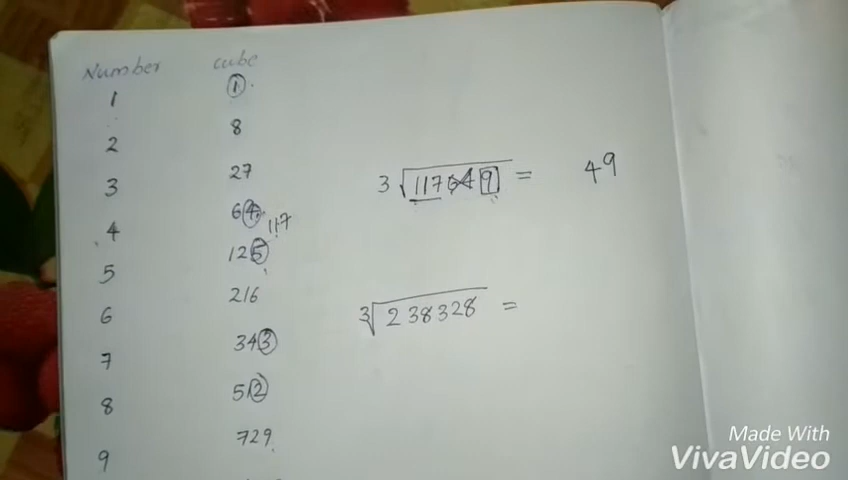 Number cube
1 1
2 8
3 27
4 64
117
5 125
6 216
7 343
8 512
9 729
3√117649 = 49
3√238328 =
Made With
VivaVideo